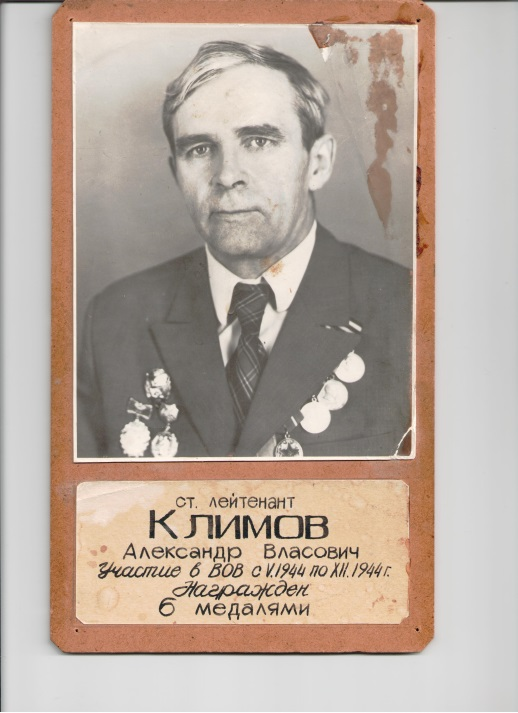 ст. лейтенант
КЛИМОВ
Александр Власович
Участие в ВОВ с V.1944 по XII.1944 г.
Награжден
6 медалями